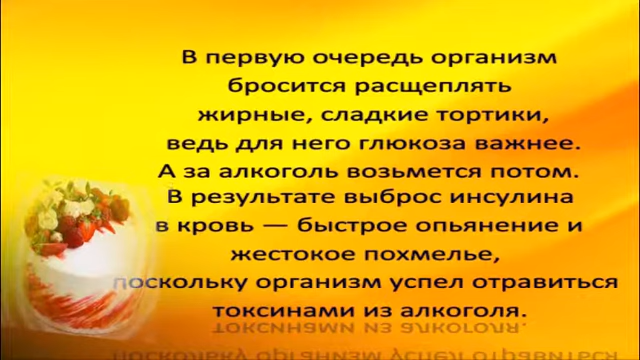 В первую очередь организм
бросится расщеплять
жирные, сладкие тортики,
ведь для него глюкоза важнее.
А за алкоголь возьмется потом.
В результате выброс инсулина
в кровь — быстрое опьянение и
жестокое похмелье,
поскольку организм успел отравиться
токсинами из алкоголя.